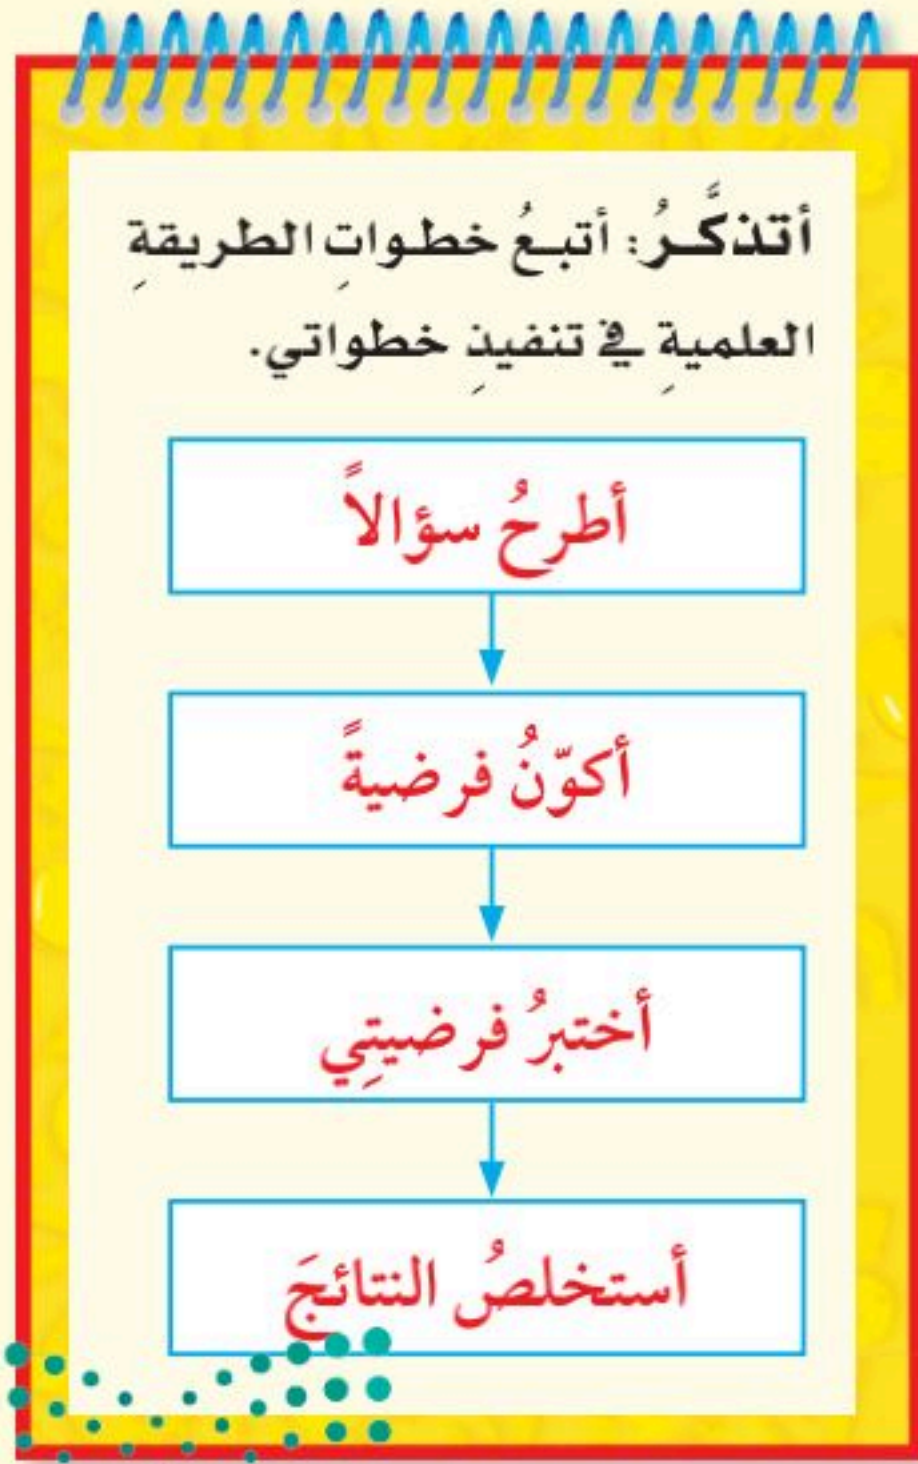 أتذكَّرُ: أتبعُ خطواتِ الطريقةِ
العلميةِ في تنفيذِ خطواتي.
أطرحُ سؤالاً
أكوّنُ فرضيةً
أختبرُ فرضيتِي
أستخلصُ النتائجَ